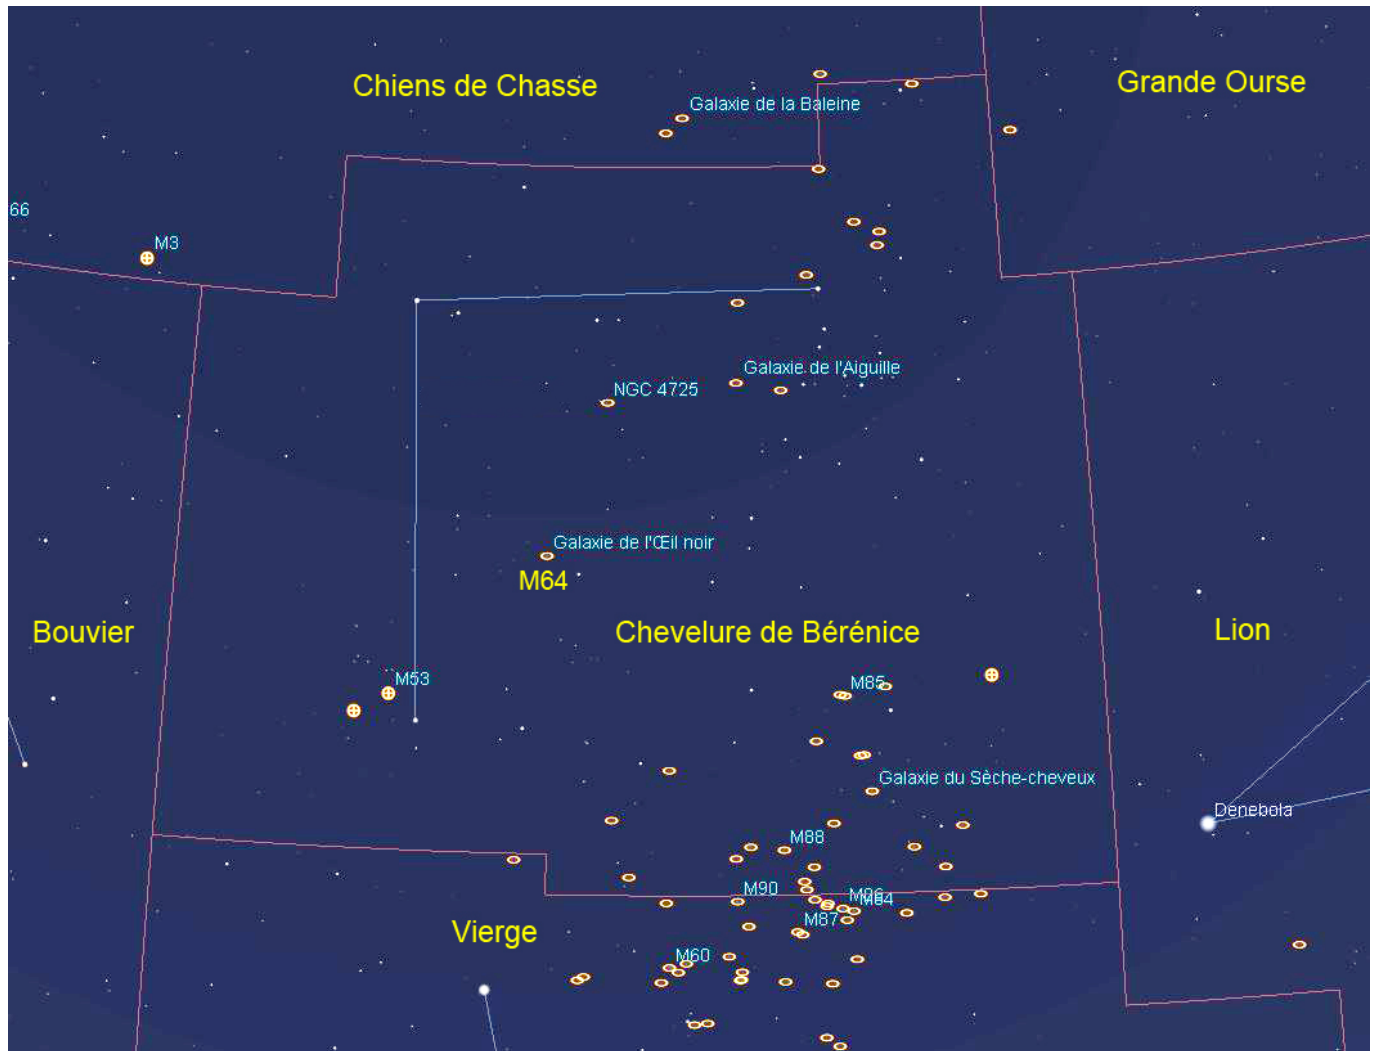 Chiens de Chasse
Grande Ourse
Galaxie de la Baleine
66
M3
Galaxie de l'Aiguille
NGC 4725
Galaxie de l'Œil noir
M64
Bouvier
Chevelure de Bérénice
Lion
M53
M85
Galaxie du Sèche-cheveux
Denebola
M88
M90
M86
M84
M87
Vierge
M60